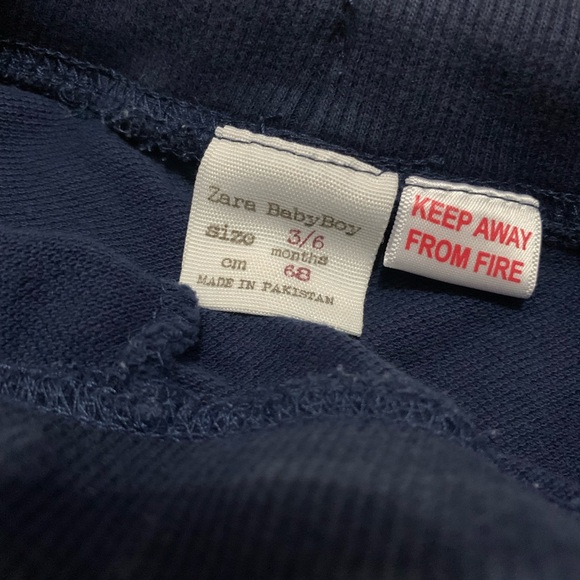 Zara BabyBoy
size 3/6
months
cm 68
MADE IN PAKISTAN
KEEP AWAY
FROM FIRE